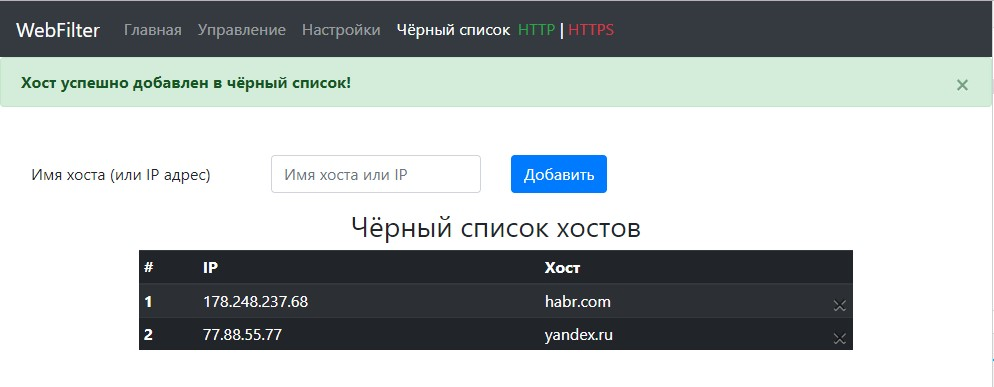 WebFilter Главная Управление Настройки Чёрный список HTTP | HTTPS
Хост успешно добавлен в чёрный список! ×
Имя хоста (или IP адрес) Имя хоста или IP Добавить
Чёрный список хостов
# IP Хост
1 178.248.237.68 habr.com
2 77.88.55.77 yandex.ru